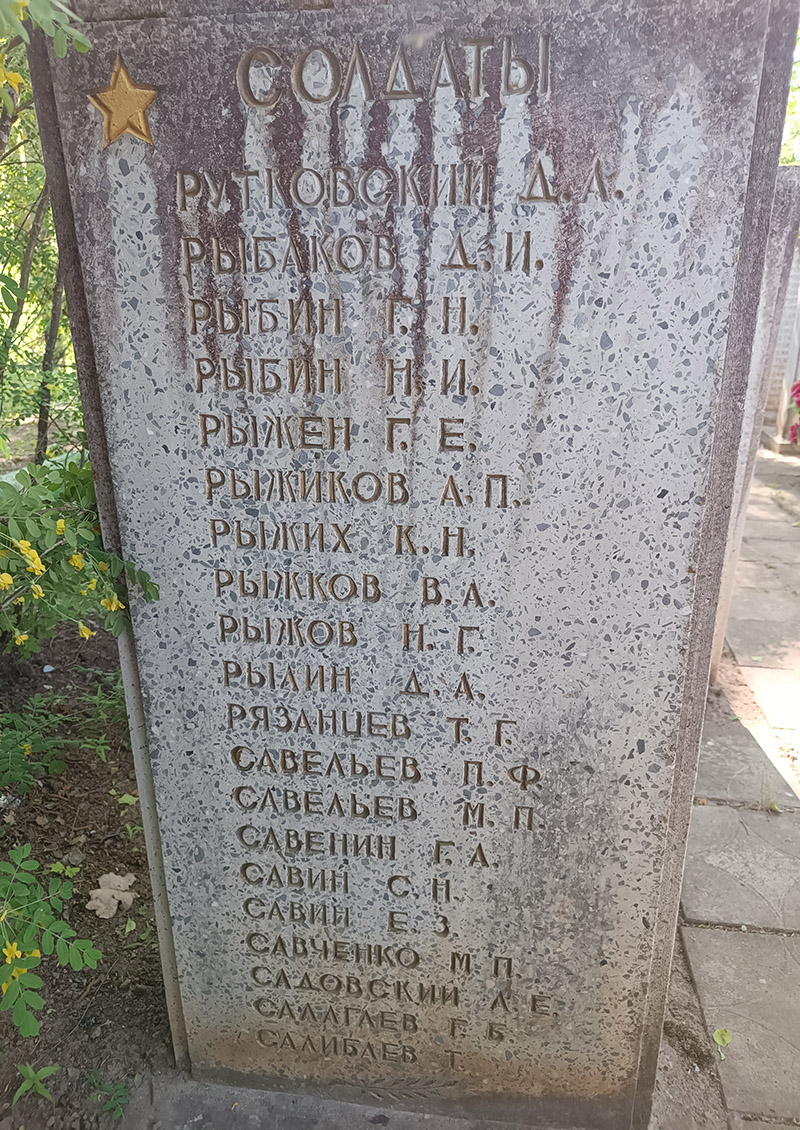 СОЛДАТЫ
РУТКОВСКИЙ Д. А.
РЫБАКОВ Д. И.
РЫБИН Г. Н.
РЫБИН Н. И.
РЫЖЕН Г. Е.
РЫЖИКОВ А. П.
РЫЖИХ К. Н.
РЫЖКОВ В. А.
РЫЖОВ Н. Г.
РЫЛИН Д. А.
РЯЗАНЦЕВ Т. Г.
САВЕЛЬЕВ П. Ф.
САВЕЛЬЕВ М. П.
САВЕНИН Г. А.
САВИН С. Н.
САВИН Е. З.
САВЧЕНКО М. П.
САДОВСКИЙ Е.
САЛАГАЕВ Г. Б.
САЛИБАЕВ Т.